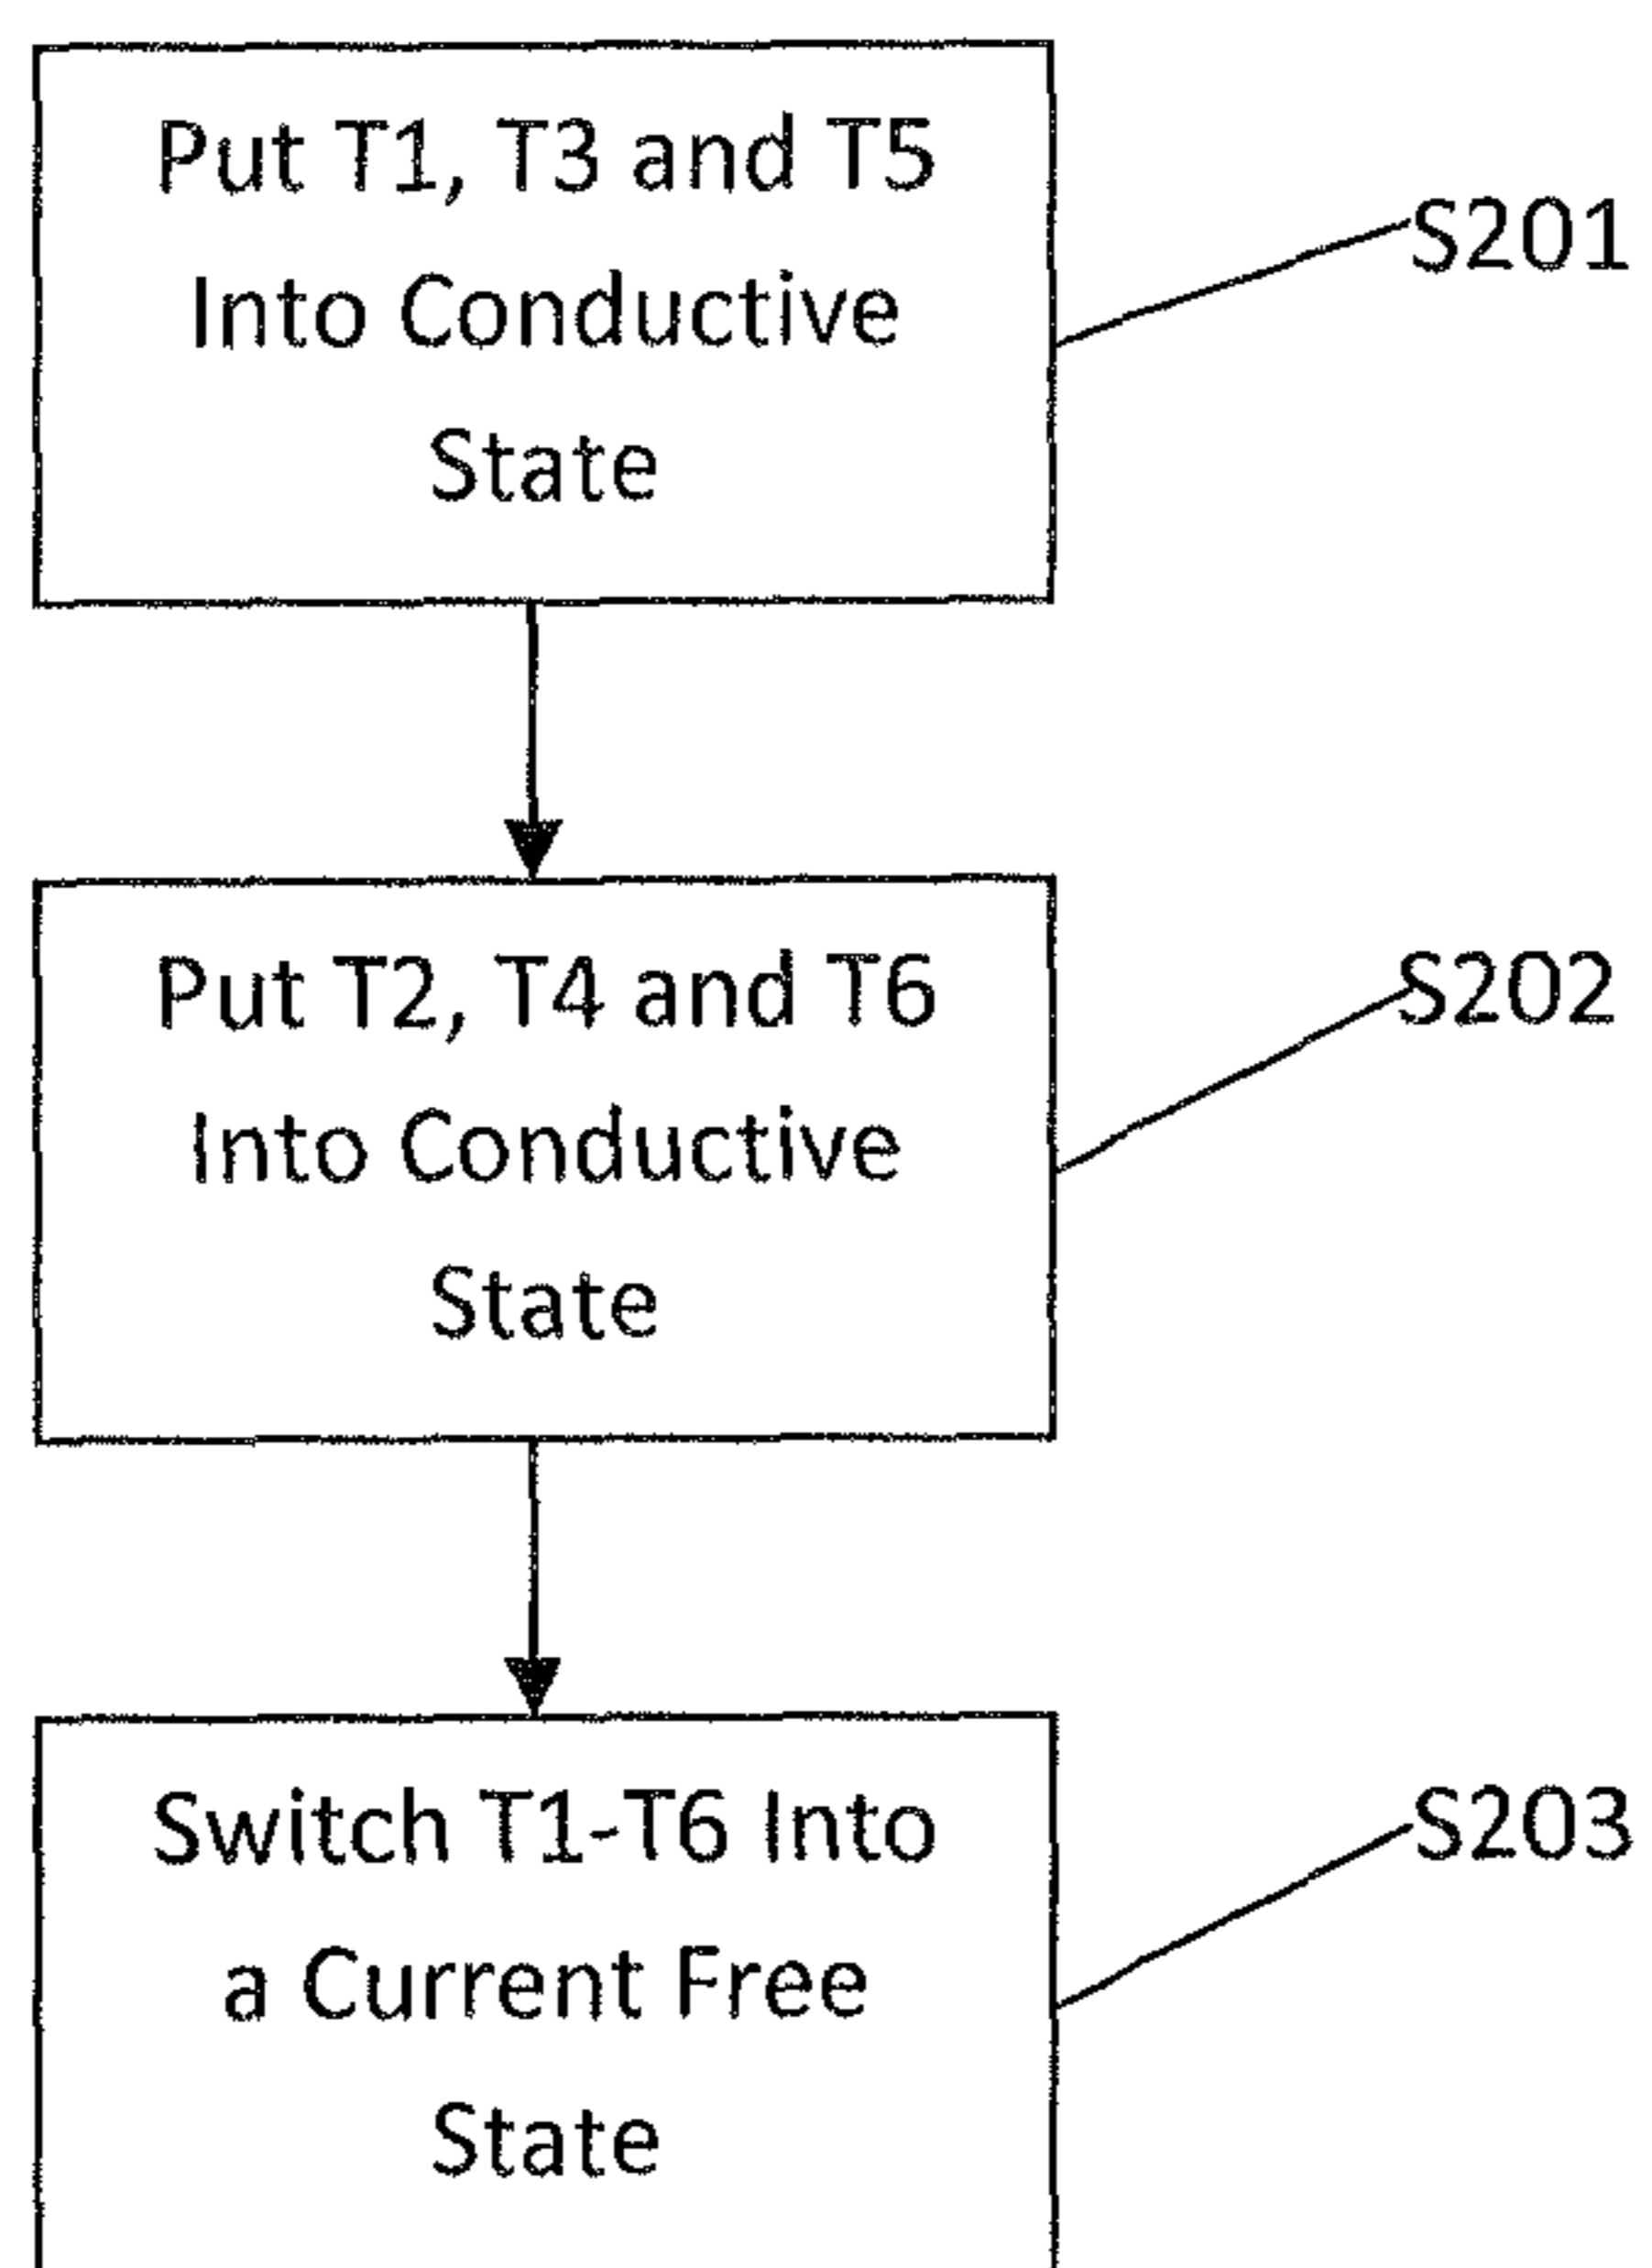 Put T1, T3 and T5
Into Conductive
State
S201
Put T2, T4 and T6
Into Conductive
State
S202
Switch T1-T6 Into
a Current Free
State
S203